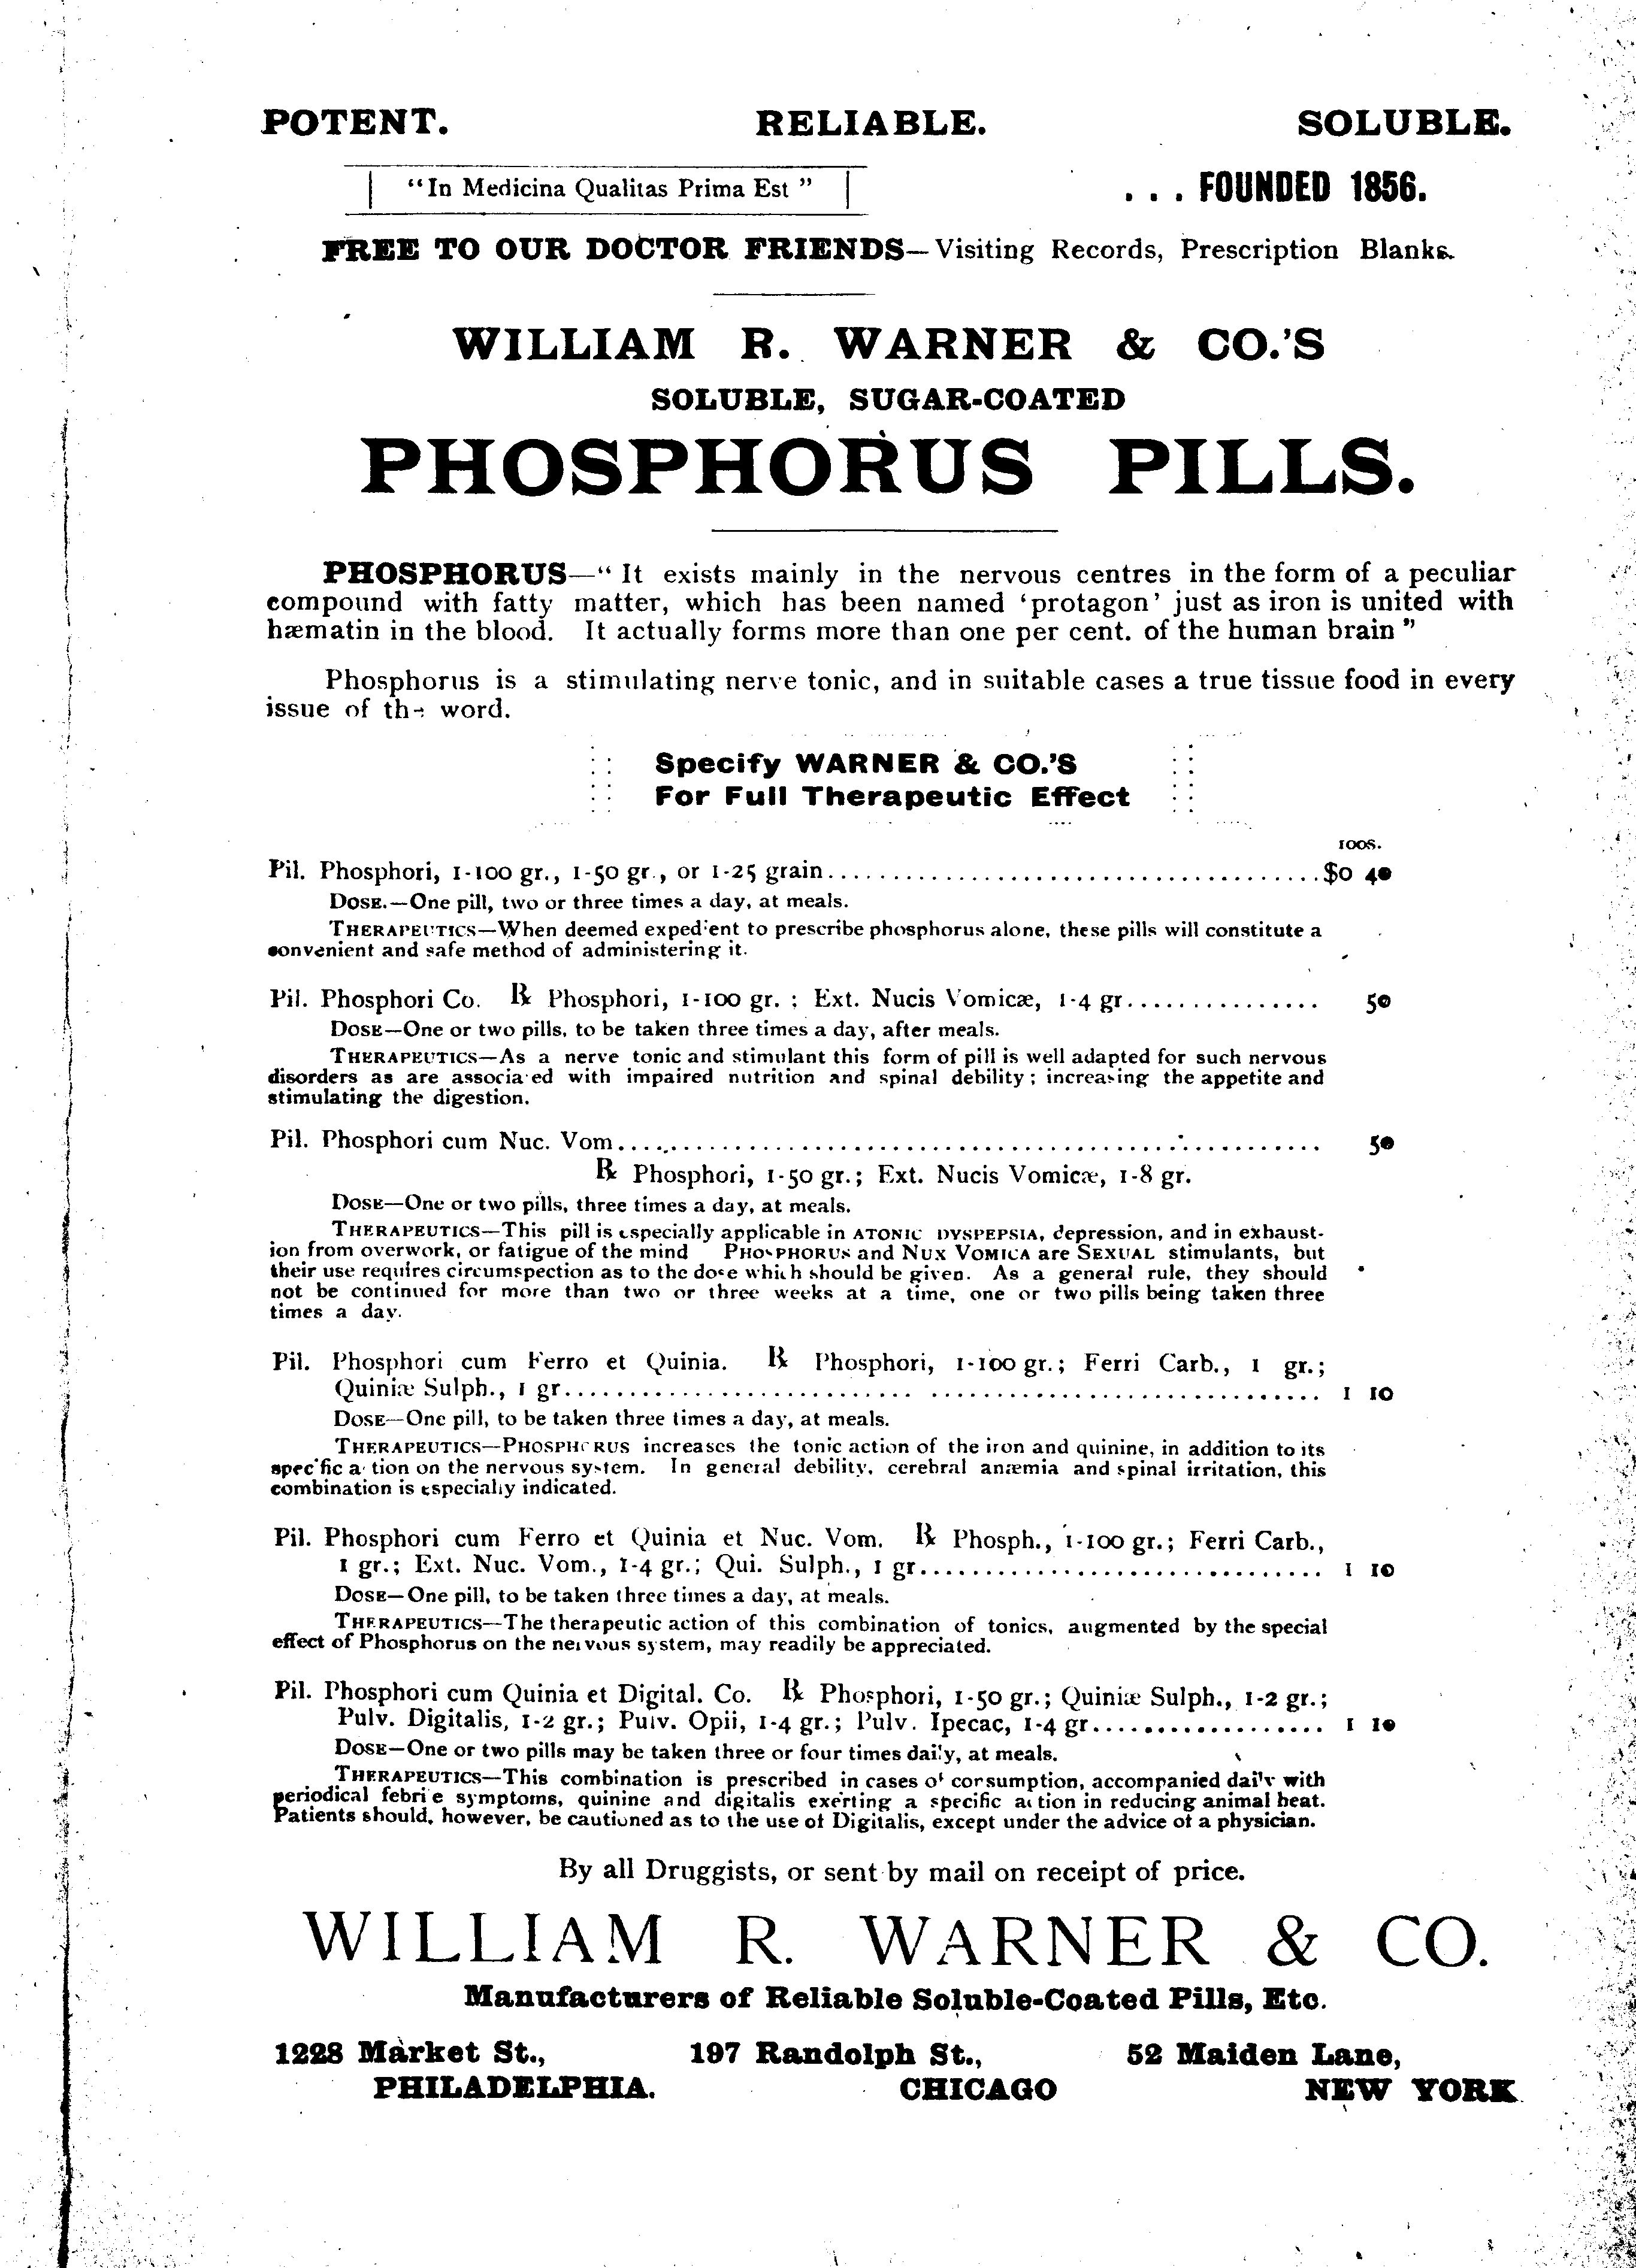 POTENT. RELIABLE. SOLUBLE.
"In Medicina Qualitas Prima Est" ... FOUNDED 1856.
FREE TO OUR DOCTOR FRIENDS—Visiting Records, Prescription Blanks.
WILLIAM R. WARNER & CO.'S
SOLUBLE, SUGAR-COATED
PHOSPHORUS PILLS.
PHOSPHORUS—" It exists mainly in the nervous centres in the form of a peculiar
compound with fatty matter, which has been named 'protagon' just as iron is united with
hæmatin in the blood. It actually forms more than one per cent. of the human brain "
Phosphorus is a stimulating nerve tonic, and in suitable cases a true tissue food in every
issue of the word.
Specify WARNER & CO.'S
For Full Therapeutic Effect
100S.
Pil. Phosphori, 1-100 gr., 1-50 gr., or 1-25 grain....................................$0 40
DOSE.—One pill, two or three times a day, at meals.
THERAPEUTICS—When deemed expedient to prescribe phosphorus alone, these pills will constitute a
convenient and safe method of administering it.
Pil. Phosphori Co. ℞ Phosphori, 1-100 gr. ; Ext. Nucis Vomicæ, 1-4 gr............... 50
DOSE—One or two pills, to be taken three times a day, after meals.
THERAPEUTICS—As a nerve tonic and stimulant this form of pill is well adapted for such nervous
disorders as are associated with impaired nutrition and spinal debility ; increasing the appetite and
stimulating the digestion.
Pil. Phosphori cum Nuc. Vom...................................................... 50
℞ Phosphori, 1-50 gr.; Ext. Nucis Vomicæ, 1-8 gr.
DOSE—One or two pills, three times a day, at meals.
THERAPEUTICS—This pill is especially applicable in ATONIC DYSPEPSIA, depression, and in exhaust-
ion from overwork, or fatigue of the mind PHOSPHORUS and NUX VOMICA are SEXUAL stimulants, but
their use requires circumspection as to the dose which should be given. As a general rule, they should
not be continued for more than two or three weeks at a time, one or two pills being taken three
times a day.
Pil. Phosphori cum Ferro et Quinia. ℞ Phosphori, 1-100 gr.; Ferri Carb., 1 gr.;
Quiniæ Sulph., 1 gr......................................................... 1 10
DOSE—One pill, to be taken three times a day, at meals.
THERAPEUTICS—PHOSPHORUS increases the tonic action of the iron and quinine, in addition to its
specific action on the nervous system. In general debility, cerebral anæmia and spinal irritation, this
combination is especially indicated.
Pil. Phosphori cum Ferro et Quinia et Nuc. Vom. ℞ Phosph., 1-100 gr.; Ferri Carb.,
1 gr.; Ext. Nuc. Vom., 1-4 gr.; Qui. Sulph., 1 gr............................... 1 10
DOSE—One pill, to be taken three times a day, at meals.
THERAPEUTICS—The therapeutic action of this combination of tonics, augmented by the special
effect of Phosphorus on the nervous system, may readily be appreciated.
Pil. Phosphori cum Quinia et Digital. Co. ℞ Phosphori, 1-50 gr.; Quiniæ Sulph., 1-2 gr.;
Pulv. Digitalis, 1-2 gr.; Pulv. Opii, 1-4 gr.; Pulv. Ipecac, 1-4 gr.................. 1 10
DOSE—One or two pills may be taken three or four times daily, at meals.
THERAPEUTICS—This combination is prescribed in cases of consumption, accompanied daily with
periodical febrile symptoms, quinine and digitalis exerting a specific action in reducing animal heat.
Patients should, however, be cautioned as to the use of Digitalis, except under the advice of a physician.
By all Druggists, or sent by mail on receipt of price.
WILLIAM R. WARNER & CO.
Manufacturers of Reliable Soluble-Coated Pills, Etc.
1228 Market St., 197 Randolph St., 52 Maiden Lane,
PHILADELPHIA. CHICAGO NEW YORK